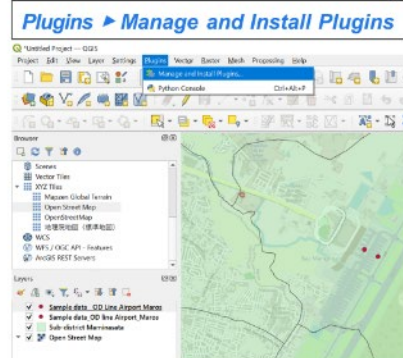 Plugins ► Manage and Install Plugins
*Untitled Project — QGIS
Project Edit View Layer Settings Plugins Vector Raster Mesh Processing Help
Manage and Install Plugins...
Python Console Ctrl+Alt+P
Browser
Scenes
Vector Tiles
XYZ Tiles
Mapzen Global Terrain
Open Street Map
OpenStreetMap
地理院地図（標準地図）
WCS
WFS / OGC API - Features
ArcGIS REST Servers
Layers
Sample data_ OD Line Airport Maros
Sample data_OD line Airport_Maros
Sub-district Maminasata
Open Street Map